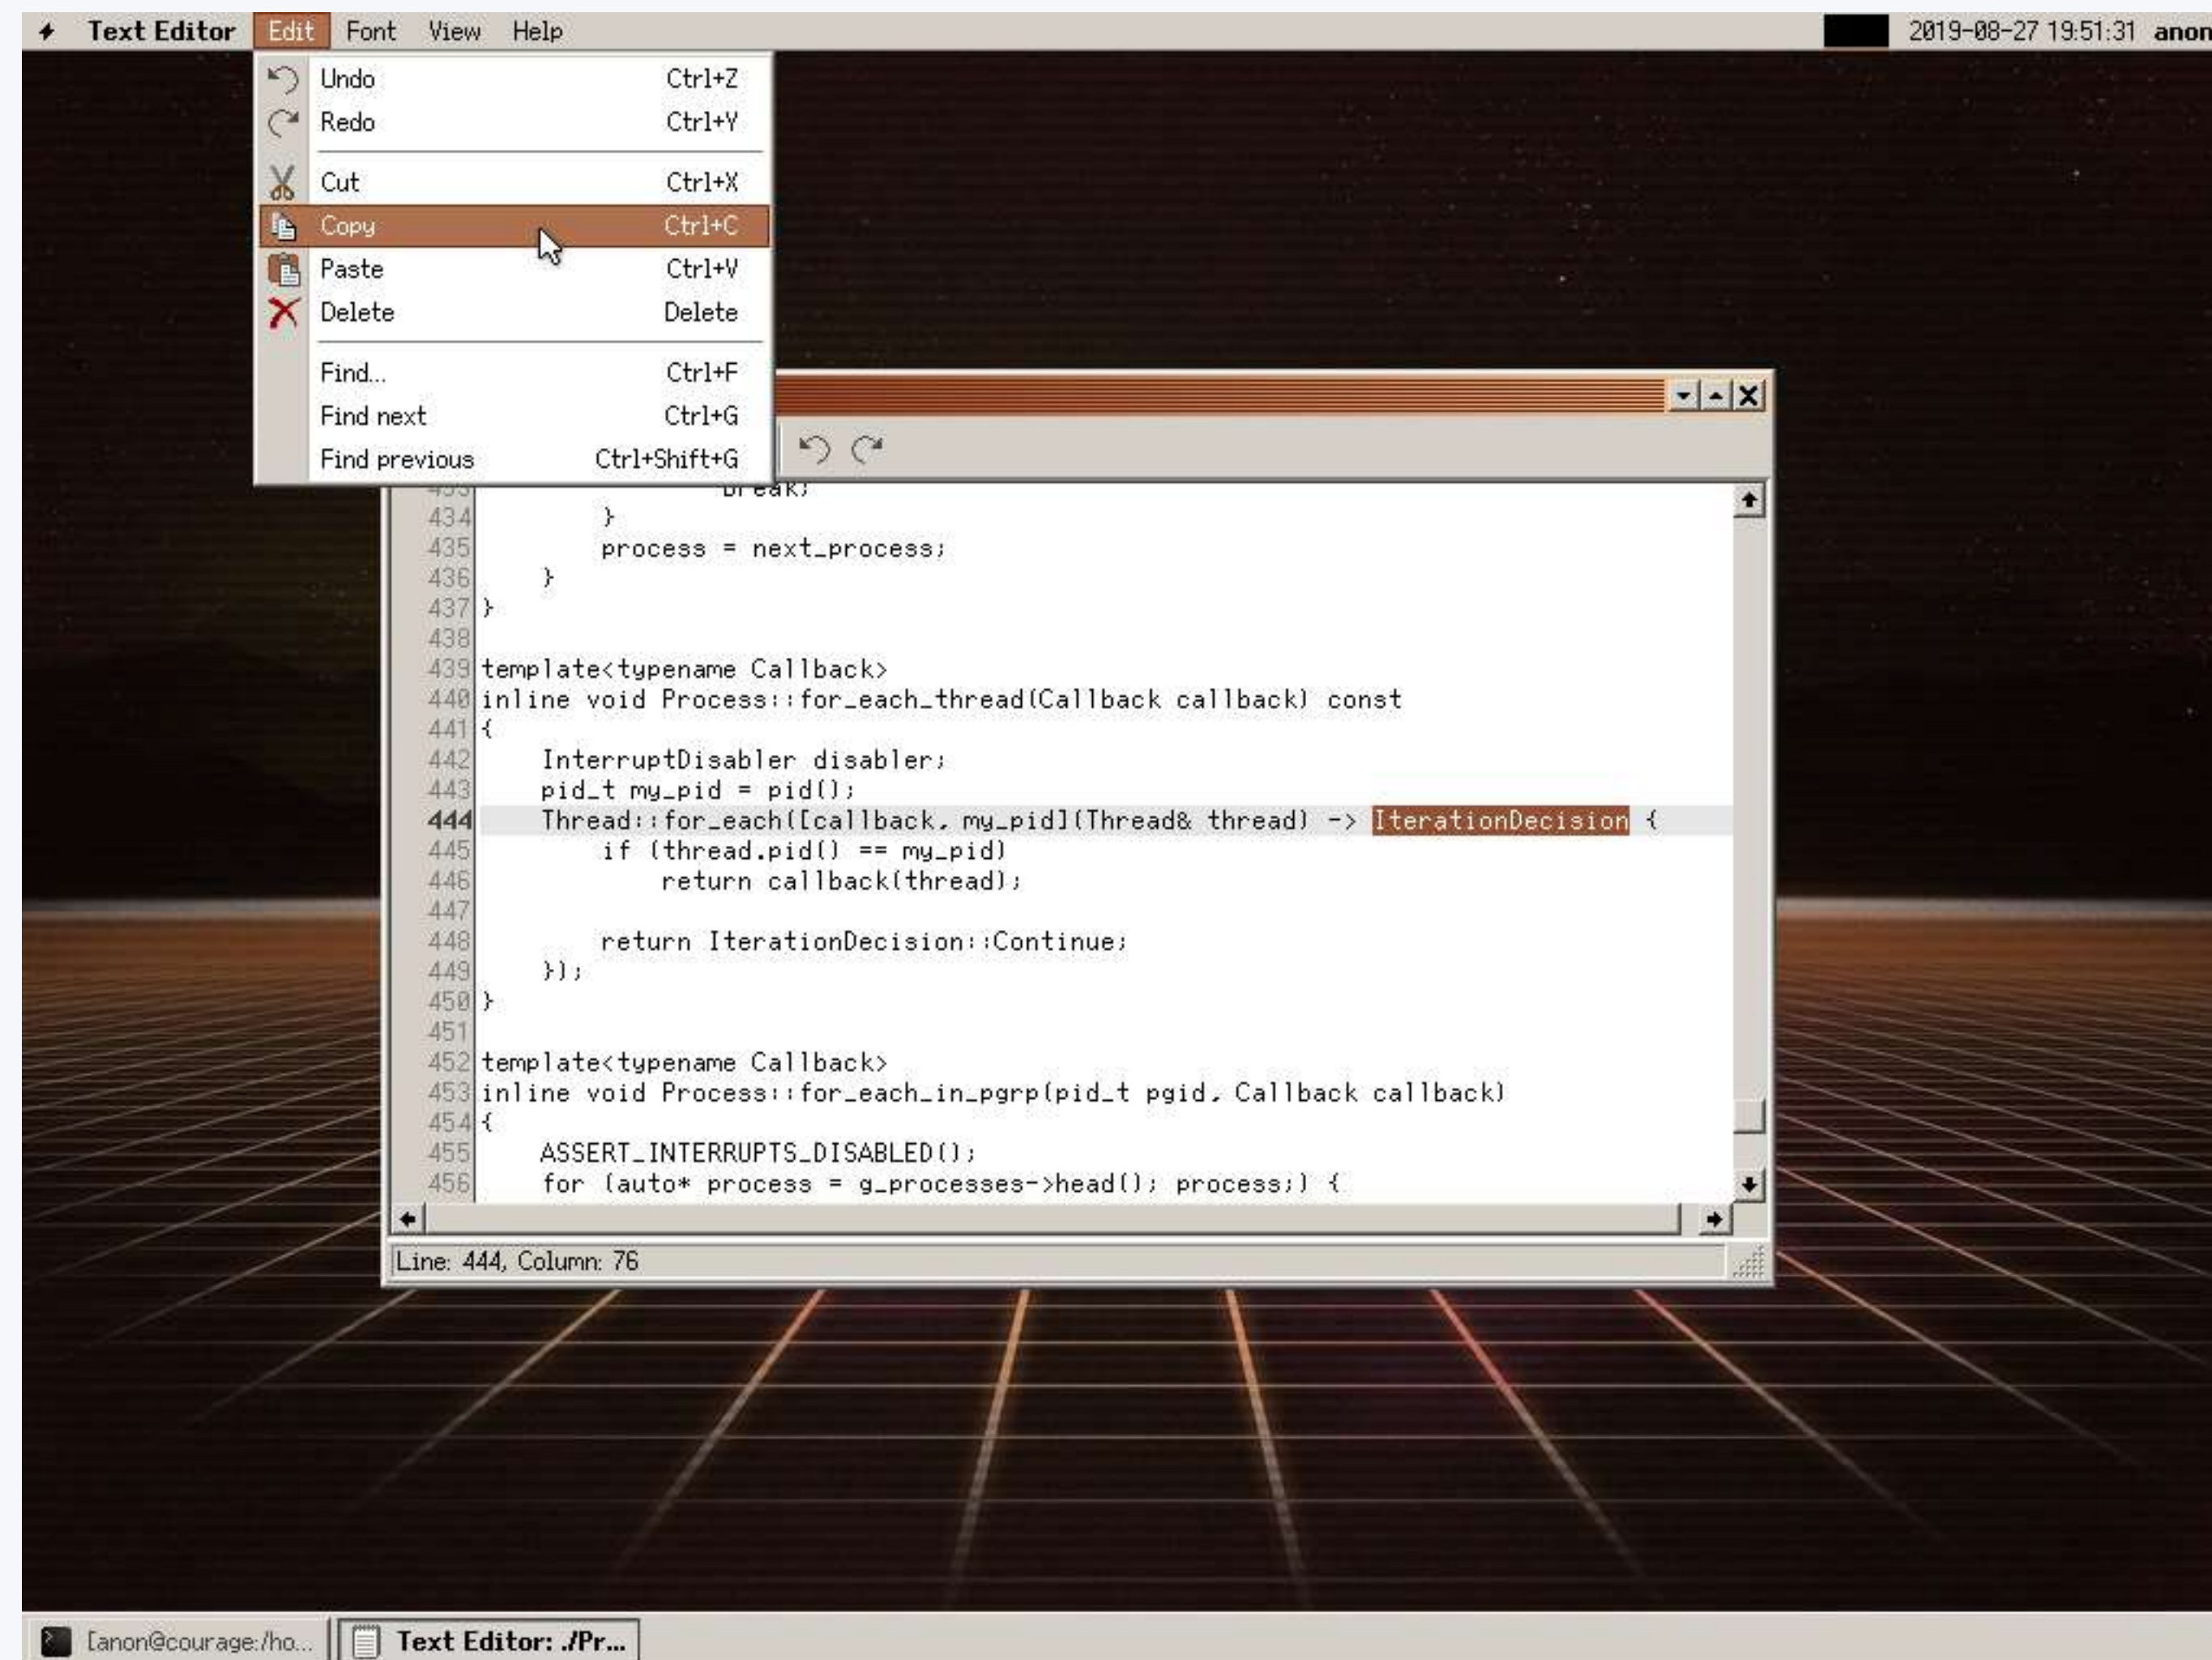 Text Editor Edit Font View Help 2019-08-27 19:51:31 anon
Undo Ctrl+Z
Redo Ctrl+Y
Cut Ctrl+X
Copy Ctrl+C
Paste Ctrl+V
Delete Delete
Find... Ctrl+F
Find next Ctrl+G
Find previous Ctrl+Shift+G
433 break;
434 }
435 process = next_process;
436 }
437 }
438
439 template<typename Callback>
440 inline void Process::for_each_thread(Callback callback) const
441 {
442 InterruptDisabler disabler;
443 pid_t my_pid = pid();
444 Thread::for_each([callback, my_pid](Thread& thread) -> IterationDecision {
445 if (thread.pid() == my_pid)
446 return callback(thread);
447
448 return IterationDecision::Continue;
449 });
450 }
451
452 template<typename Callback>
453 inline void Process::for_each_in_pgrp(pid_t pgid, Callback callback)
454 {
455 ASSERT_INTERRUPTS_DISABLED();
456 for (auto* process = g_processes->head(); process;) {
Line: 444, Column: 76
[anon@courage:/ho... Text Editor: ./Pr...